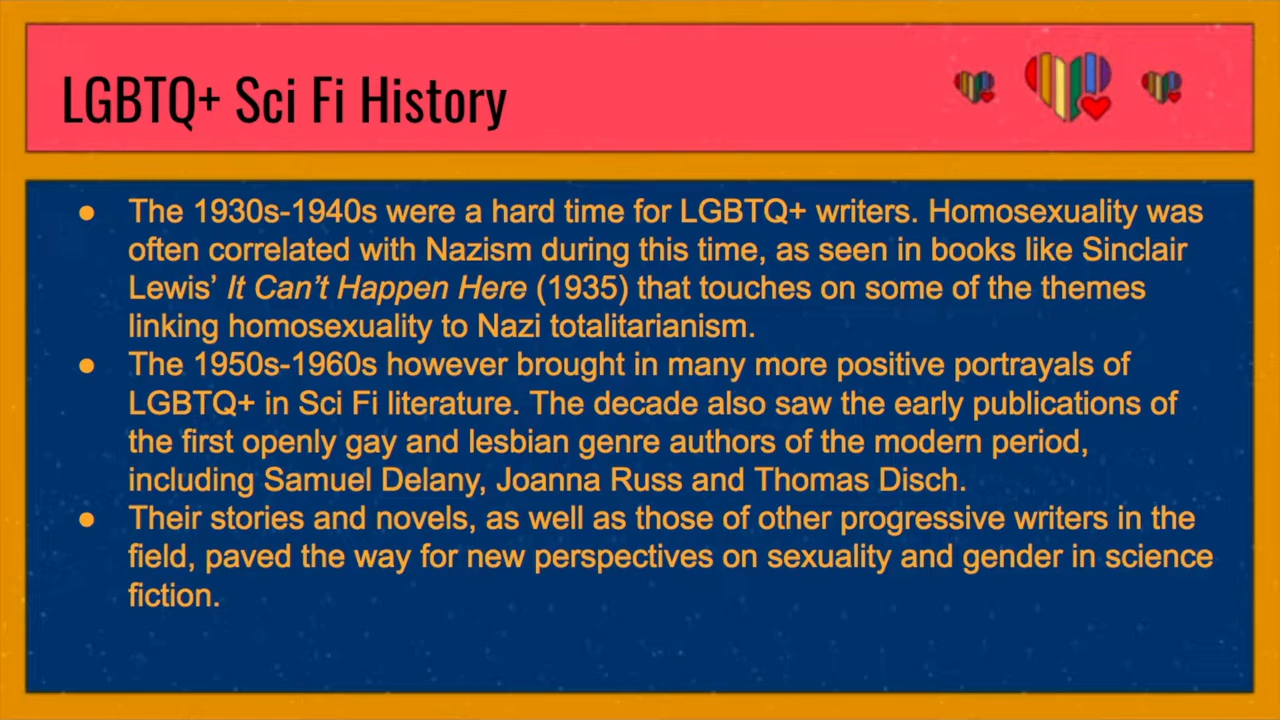 LGBTQ+ Sci Fi History
● The 1930s-1940s were a hard time for LGBTQ+ writers. Homosexuality was
often correlated with Nazism during this time, as seen in books like Sinclair
Lewis’ It Can’t Happen Here (1935) that touches on some of the themes
linking homosexuality to Nazi totalitarianism.
● The 1950s-1960s however brought in many more positive portrayals of
LGBTQ+ in Sci Fi literature. The decade also saw the early publications of
the first openly gay and lesbian genre authors of the modern period,
including Samuel Delany, Joanna Russ and Thomas Disch.
● Their stories and novels, as well as those of other progressive writers in the
field, paved the way for new perspectives on sexuality and gender in science
fiction.